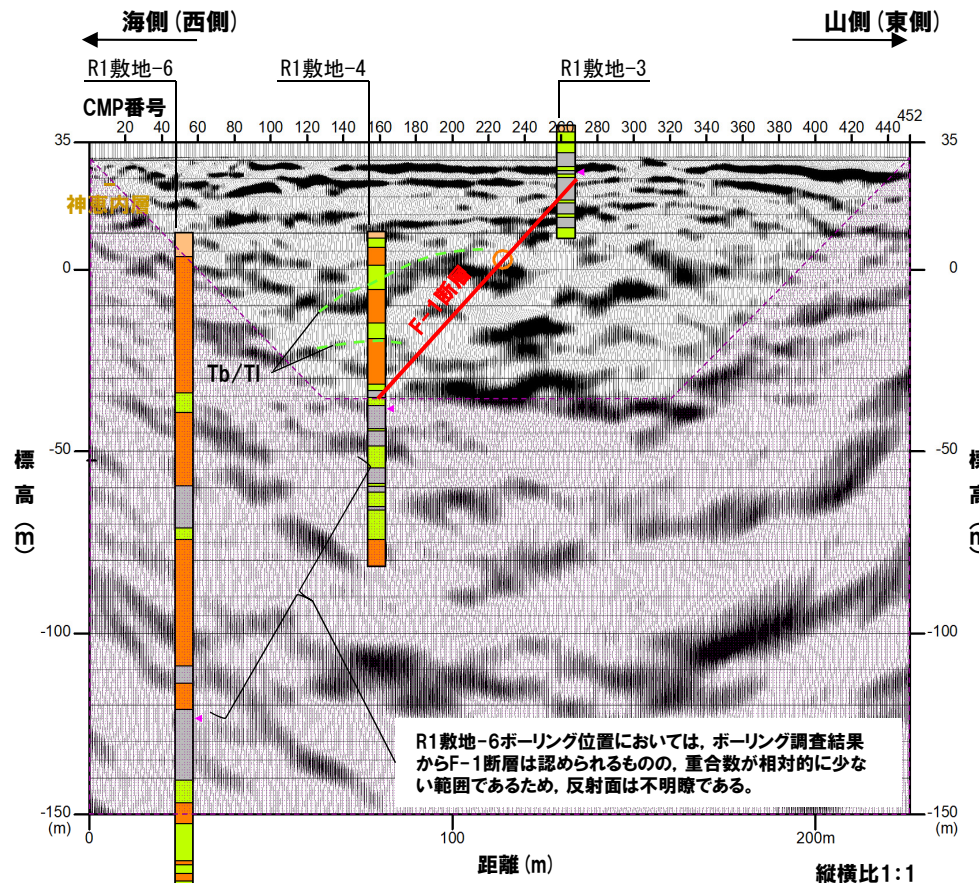 海側(西側)
山側(東側)
R1敷地-6
R1敷地-4
R1敷地-3
CMP番号
20 40 60 80 100 120 140 160 180 200 220 240 260 280 300 320 340 360 380 400 420 440 452
35
35
神恵内層
0
0
F-1断層
Tb/Tl
-50
-50
標高(m)
標高(m)
-100
-100
R1敷地-6ボーリング位置においては，ボーリング調査結果
からF-1断層は認められるものの，重合数が相対的に少な
い範囲であるため，反射面は不明瞭である。
-150
-150
(m)
(m)
0
100
200m
距離(m)
縦横比1：1